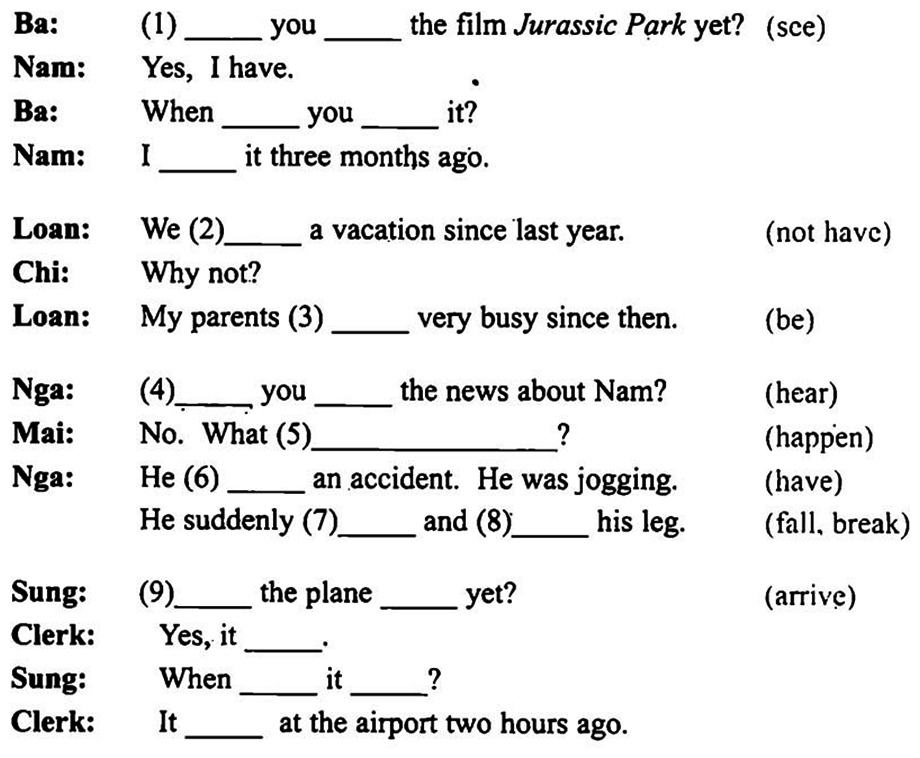 Ba: (1) _____ you _____ the film Jurassic Park yet? (see)
Nam: Yes, I have.
Ba: When _____ you _____ it?
Nam: I _____ it three months ago.
Loan: We (2)_____ a vacation since last year. (not have)
Chi: Why not?
Loan: My parents (3) _____ very busy since then. (be)
Nga: (4)_____ you _____ the news about Nam? (hear)
Mai: No. What (5)________________? (happen)
Nga: He (6) _____ an accident. He was jogging. (have)
He suddenly (7)_____ and (8)_____ his leg. (fall, break)
Sung: (9)_____ the plane _____ yet? (arrive)
Clerk: Yes, it _____.
Sung: When _____ it _____?
Clerk: It _____ at the airport two hours ago.